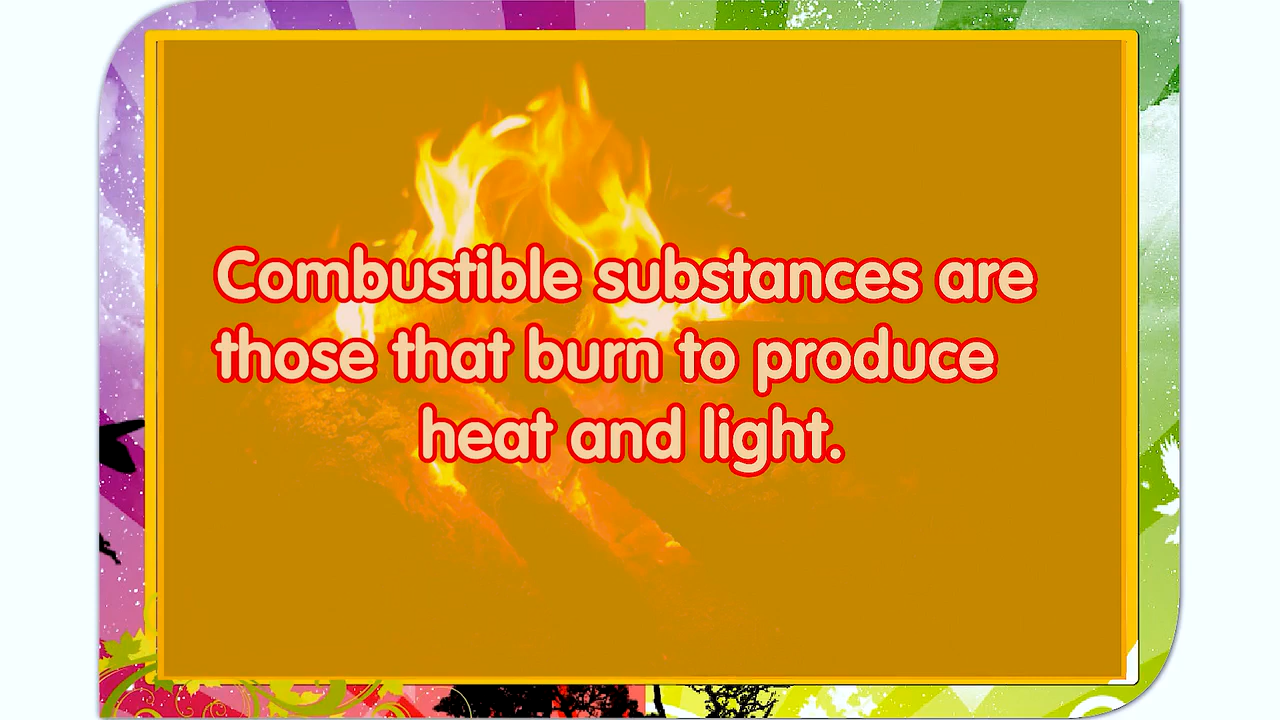 Combustible substances are
those that burn to produce
heat and light.